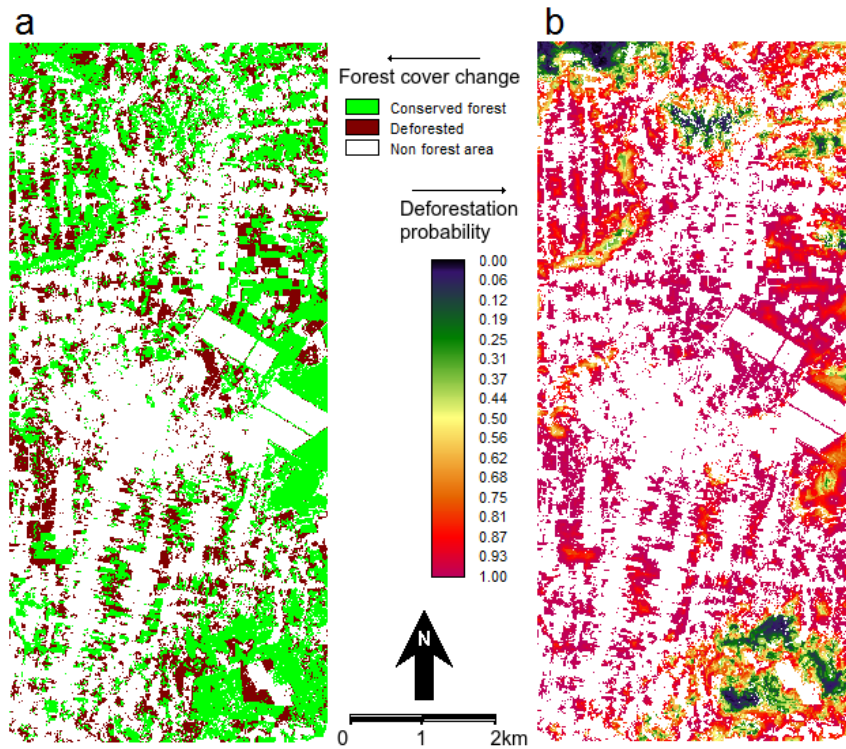 a
b
Forest cover change
Conserved forest
Deforested
Non forest area
Deforestation
probability
0.00
0.06
0.12
0.19
0.25
0.31
0.37
0.44
0.50
0.56
0.62
0.68
0.75
0.81
0.87
0.93
1.00
N
0 1 2km